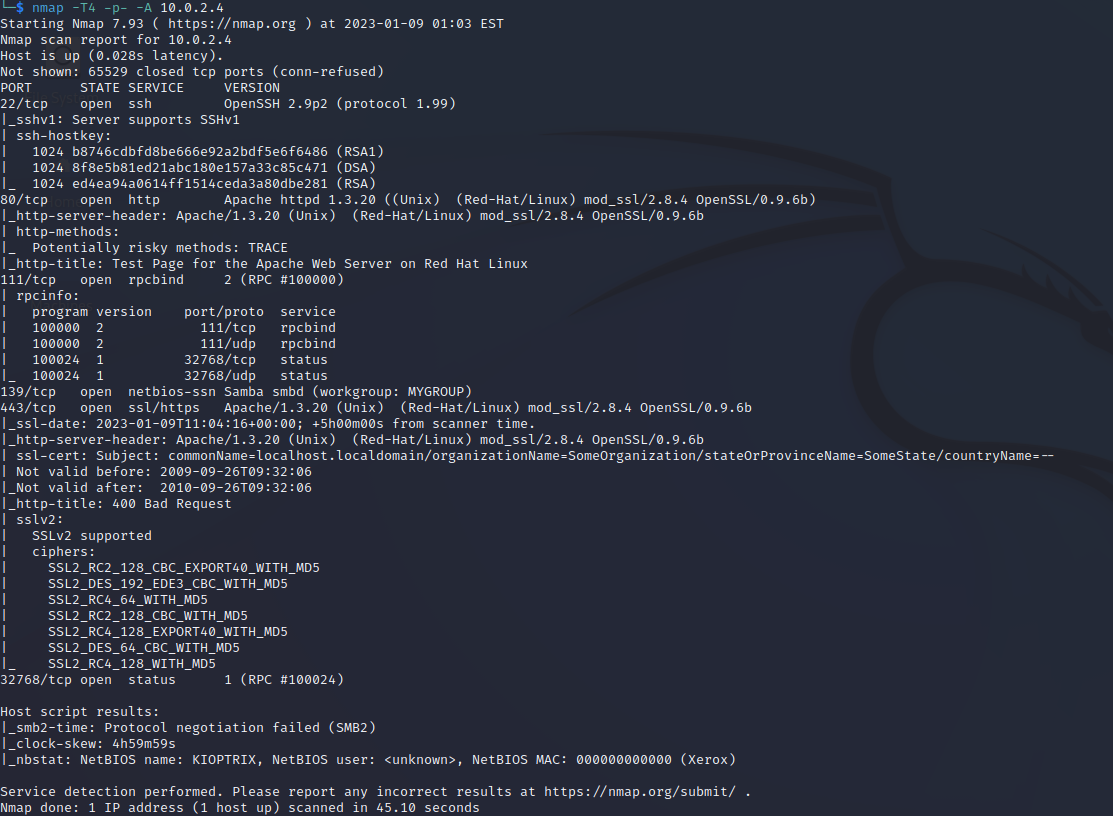 └─$ nmap -T4 -p- -A 10.0.2.4
Starting Nmap 7.93 ( https://nmap.org ) at 2023-01-09 01:03 EST
Nmap scan report for 10.0.2.4
Host is up (0.028s latency).
Not shown: 65529 closed tcp ports (conn-refused)
PORT      STATE SERVICE     VERSION
22/tcp    open  ssh         OpenSSH 2.9p2 (protocol 1.99)
|_sshv1: Server supports SSHv1
| ssh-hostkey:
|   1024 b8746cdbfd8be666e92a2bdf5e6f6486 (RSA1)
|   1024 8f8e5b81ed21abc180e157a33c85c471 (DSA)
|_  1024 ed4ea94a0614ff1514ceda3a80dbe281 (RSA)
80/tcp    open  http        Apache httpd 1.3.20 ((Unix)  (Red-Hat/Linux) mod_ssl/2.8.4 OpenSSL/0.9.6b)
|_http-server-header: Apache/1.3.20 (Unix)  (Red-Hat/Linux) mod_ssl/2.8.4 OpenSSL/0.9.6b
| http-methods:
|_  Potentially risky methods: TRACE
|_http-title: Test Page for the Apache Web Server on Red Hat Linux
111/tcp   open  rpcbind     2 (RPC #100000)
| rpcinfo:
|   program version    port/proto  service
|   100000  2            111/tcp   rpcbind
|   100000  2            111/udp   rpcbind
|   100024  1          32768/tcp   status
|_  100024  1          32768/udp   status
139/tcp   open  netbios-ssn Samba smbd (workgroup: MYGROUP)
443/tcp   open  ssl/https   Apache/1.3.20 (Unix)  (Red-Hat/Linux) mod_ssl/2.8.4 OpenSSL/0.9.6b
|_ssl-date: 2023-01-09T11:04:16+00:00; +5h00m00s from scanner time.
|_http-server-header: Apache/1.3.20 (Unix)  (Red-Hat/Linux) mod_ssl/2.8.4 OpenSSL/0.9.6b
| ssl-cert: Subject: commonName=localhost.localdomain/organizationName=SomeOrganization/stateOrProvinceName=SomeState/countryName=--
| Not valid before: 2009-09-26T09:32:06
|_Not valid after:  2010-09-26T09:32:06
|_http-title: 400 Bad Request
| sslv2:
|   SSLv2 supported
|   ciphers:
|     SSL2_RC2_128_CBC_EXPORT40_WITH_MD5
|     SSL2_DES_192_EDE3_CBC_WITH_MD5
|     SSL2_RC4_64_WITH_MD5
|     SSL2_RC2_128_CBC_WITH_MD5
|     SSL2_RC4_128_EXPORT40_WITH_MD5
|     SSL2_DES_64_CBC_WITH_MD5
|_    SSL2_RC4_128_WITH_MD5
32768/tcp open  status      1 (RPC #100024)
Host script results:
|_smb2-time: Protocol negotiation failed (SMB2)
|_clock-skew: 4h59m59s
|_nbstat: NetBIOS name: KIOPTRIX, NetBIOS user: <unknown>, NetBIOS MAC: 000000000000 (Xerox)
Service detection performed. Please report any incorrect results at https://nmap.org/submit/ .
Nmap done: 1 IP address (1 host up) scanned in 45.10 seconds